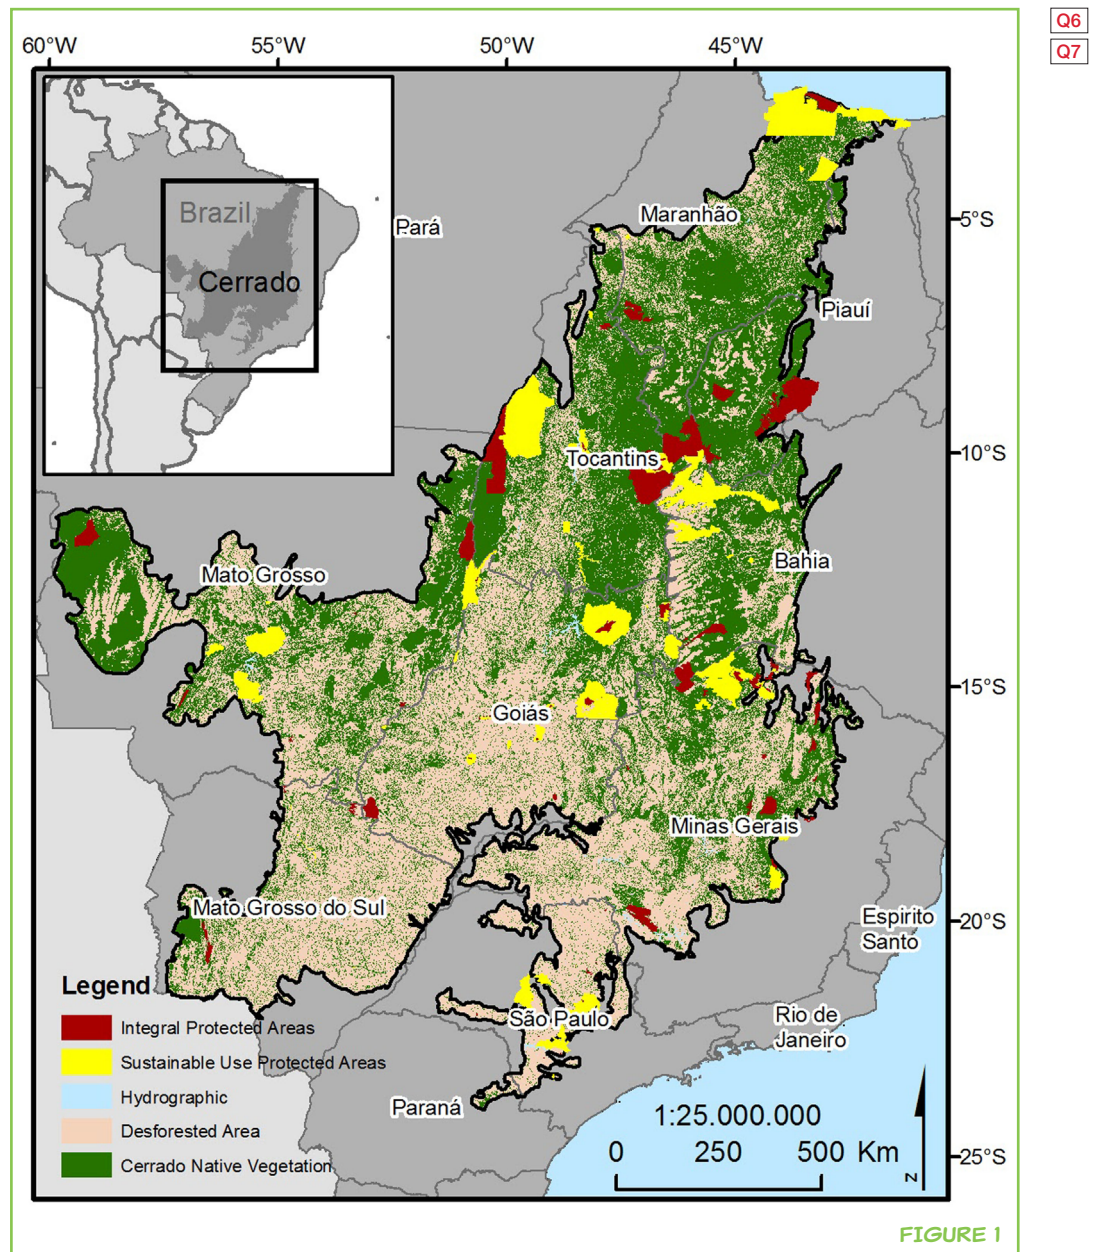 Q6
Q7
60°W
55°W
50°W
45°W
Brazil
Cerrado
Pará
Maranhão
5°S
Piauí
Tocantins
10°S
Bahia
Mato Grosso
15°S
Goiás
Minas Gerais
Mato Grosso do Sul
20°S
Espirito
Santo
Legend
São Paulo
Rio de
Janeiro
Integral Protected Areas
Sustainable Use Protected Areas
Hydrographic
Paraná
1:25.000.000
Desforested Area
0 250 500 Km
Cerrado Native Vegetation
25°S
N
FIGURE 1